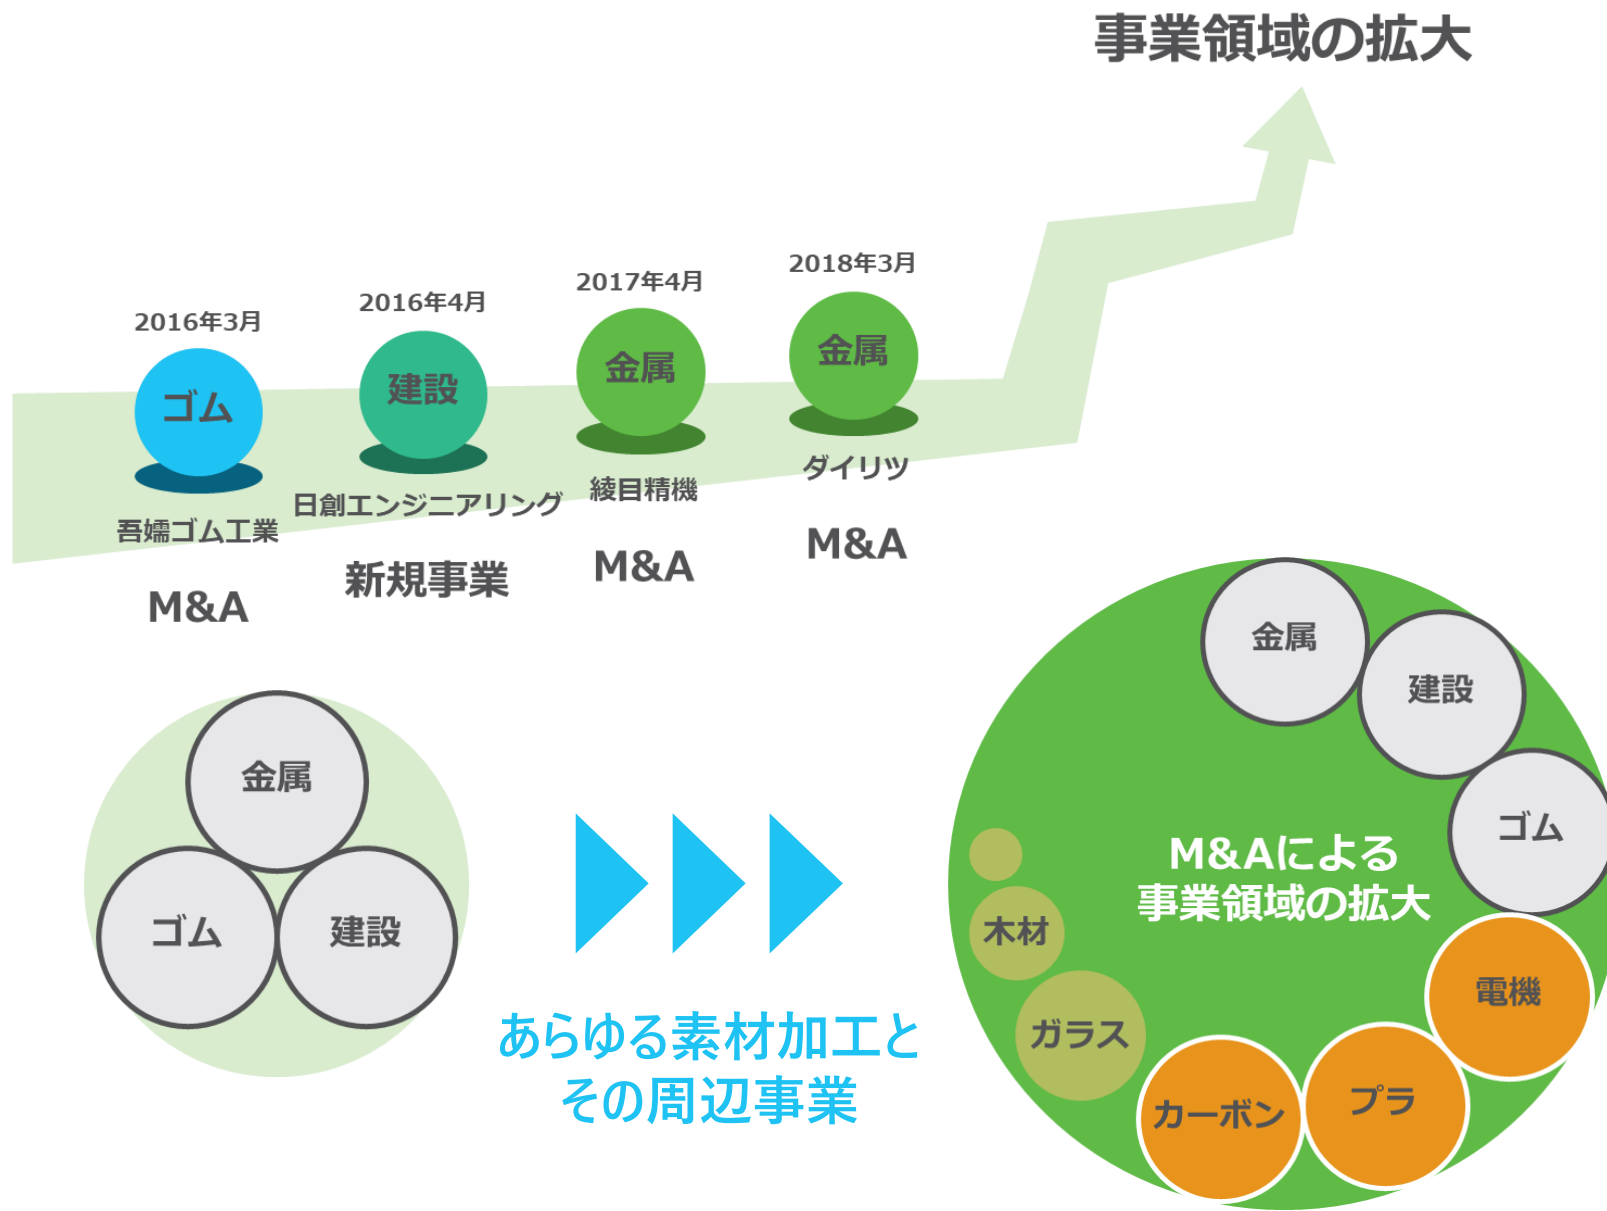 事業領域の拡大
2016年3月
ゴム
吾嬬ゴム工業
M&A
2016年4月
建設
日創エンジニアリング
新規事業
2017年4月
金属
綾目精機
M&A
2018年3月
金属
ダイリツ
M&A
金属
ゴム
建設
あらゆる素材加工と
その周辺事業
金属
建設
ゴム
M&Aによる
事業領域の拡大
電機
プラ
カーボン
ガラス
木材